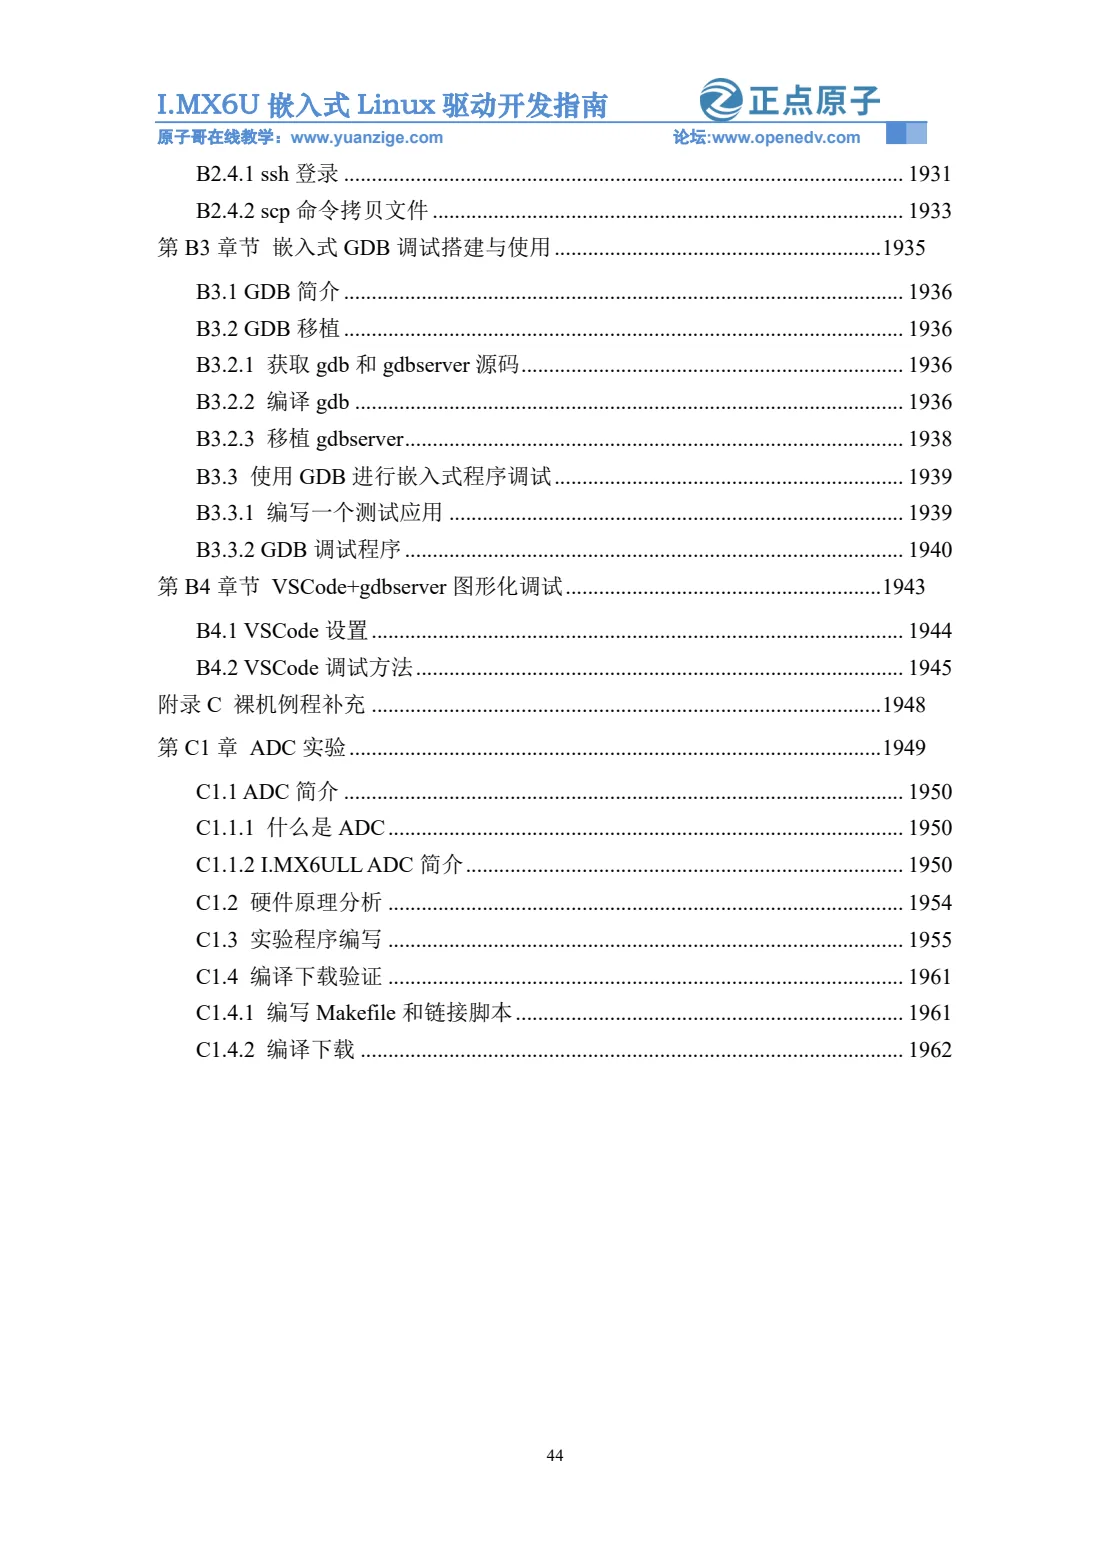 I.MX6U 嵌入式 Linux 驱动开发指南
正点原子
原子哥在线教学：www.yuanzige.com
论坛:www.openedv.com
B2.4.1 ssh 登录 ........ 1931
B2.4.2 scp 命令拷贝文件 ........ 1933
第 B3 章节 嵌入式 GDB 调试搭建与使用 ........ 1935
B3.1 GDB 简介 ........ 1936
B3.2 GDB 移植 ........ 1936
B3.2.1 获取 gdb 和 gdbserver 源码 ........ 1936
B3.2.2 编译 gdb ........ 1936
B3.2.3 移植 gdbserver ........ 1938
B3.3 使用 GDB 进行嵌入式程序调试 ........ 1939
B3.3.1 编写一个测试应用 ........ 1939
B3.3.2 GDB 调试程序 ........ 1940
第 B4 章节 VSCode+gdbserver 图形化调试 ........ 1943
B4.1 VSCode 设置 ........ 1944
B4.2 VSCode 调试方法 ........ 1945
附录 C 裸机例程补充 ........ 1948
第 C1 章 ADC 实验 ........ 1949
C1.1 ADC 简介 ........ 1950
C1.1.1 什么是 ADC ........ 1950
C1.1.2 I.MX6ULL ADC 简介 ........ 1950
C1.2 硬件原理分析 ........ 1954
C1.3 实验程序编写 ........ 1955
C1.4 编译下载验证 ........ 1961
C1.4.1 编写 Makefile 和链接脚本 ........ 1961
C1.4.2 编译下载 ........ 1962
44